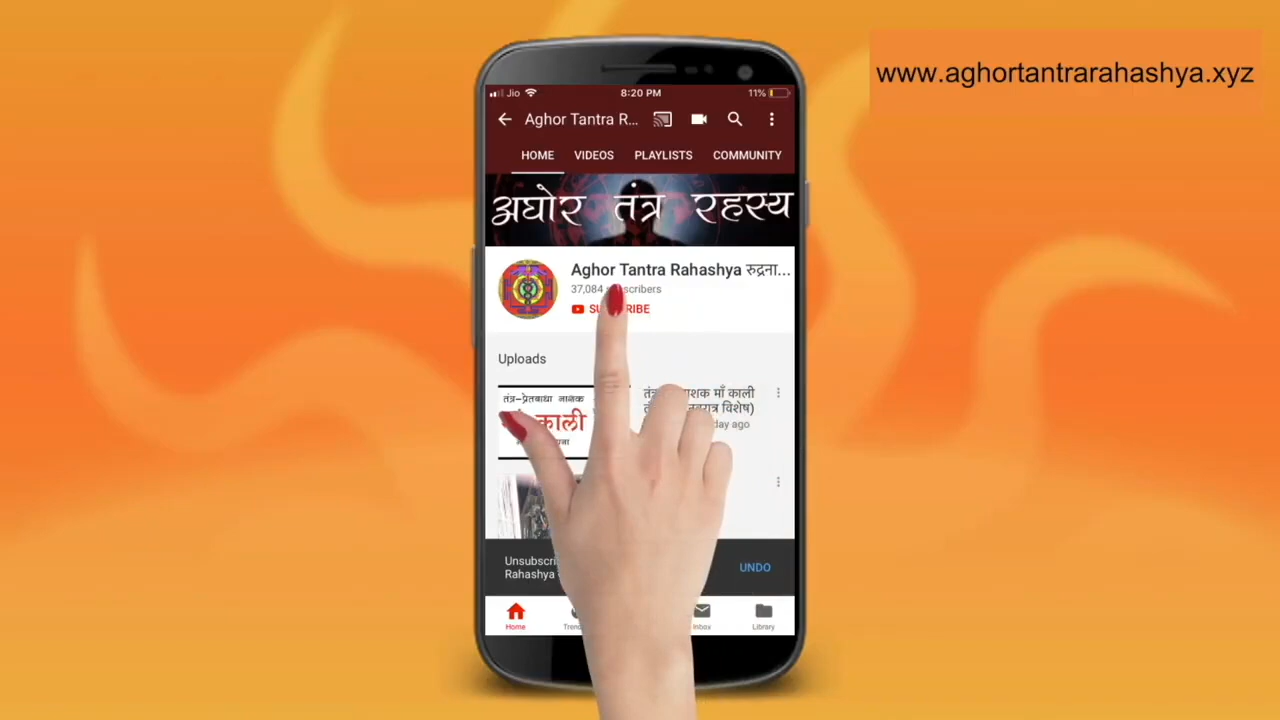 www.aghortantrarahashya.xyz
Jio 8:20 PM 11%
Aghor Tantra R...
HOME VIDEOS PLAYLISTS COMMUNITY
अघोर तंत्र रहस्य
Aghor Tantra Rahashya रुद्रना...
37,084
Uploads
माँ काली
विशेष)
day ago
तंत्र-प्रेतबाधा नाशक
काली
UNDO
Rahashya
Home Inbox Library